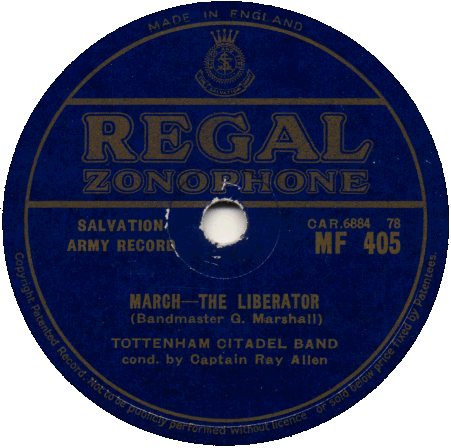 MADE IN ENGLAND
REGAL
ZONOPHONE
SALVATION
ARMY RECORD
CAR.6884 78
MF 405
MARCH—THE LIBERATOR
(Bandmaster G. Marshall)
TOTTENHAM CITADEL BAND
cond. by Captain Ray Allen
Copyright Patented Record. Not to be publicly performed without licence or sold below price fixed by Patentees.